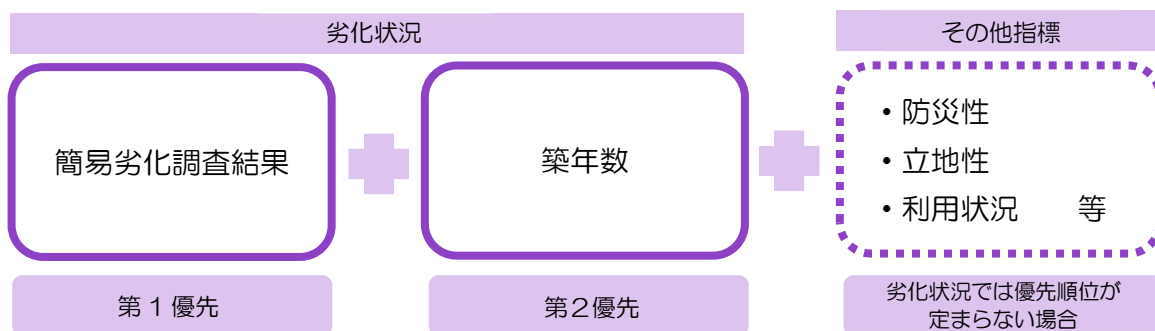 劣化状況
その他指標
簡易劣化調査結果
築年数
・防災性
・立地性
・利用状況　等
第1優先
第2優先
劣化状況では優先順位が
定まらない場合